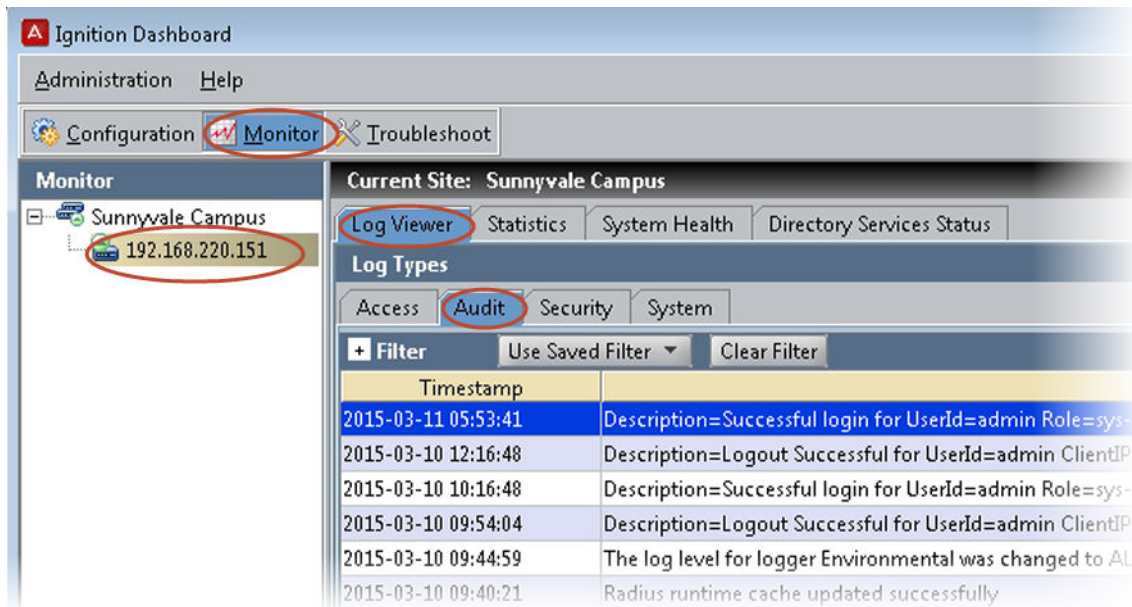 Ignition Dashboard
Administration Help
Configuration Monitor Troubleshoot
Monitor
Current Site: Sunnyvale Campus
Sunnyvale Campus
192.168.220.151
Log Viewer Statistics System Health Directory Services Status
Log Types
Access Audit Security System
+ Filter Use Saved Filter Clear Filter
Timestamp
2015-03-11 05:53:41 Description=Successful login for UserId=admin Role=sys-
2015-03-10 12:16:48 Description=Logout Successful for UserId=admin ClientIP
2015-03-10 10:16:48 Description=Successful login for UserId=admin Role=sys-
2015-03-10 09:54:04 Description=Logout Successful for UserId=admin ClientIP
2015-03-10 09:44:59 The log level for logger Environmental was changed to AL
2015-03-10 09:40:21 Radius runtime cache updated successfully